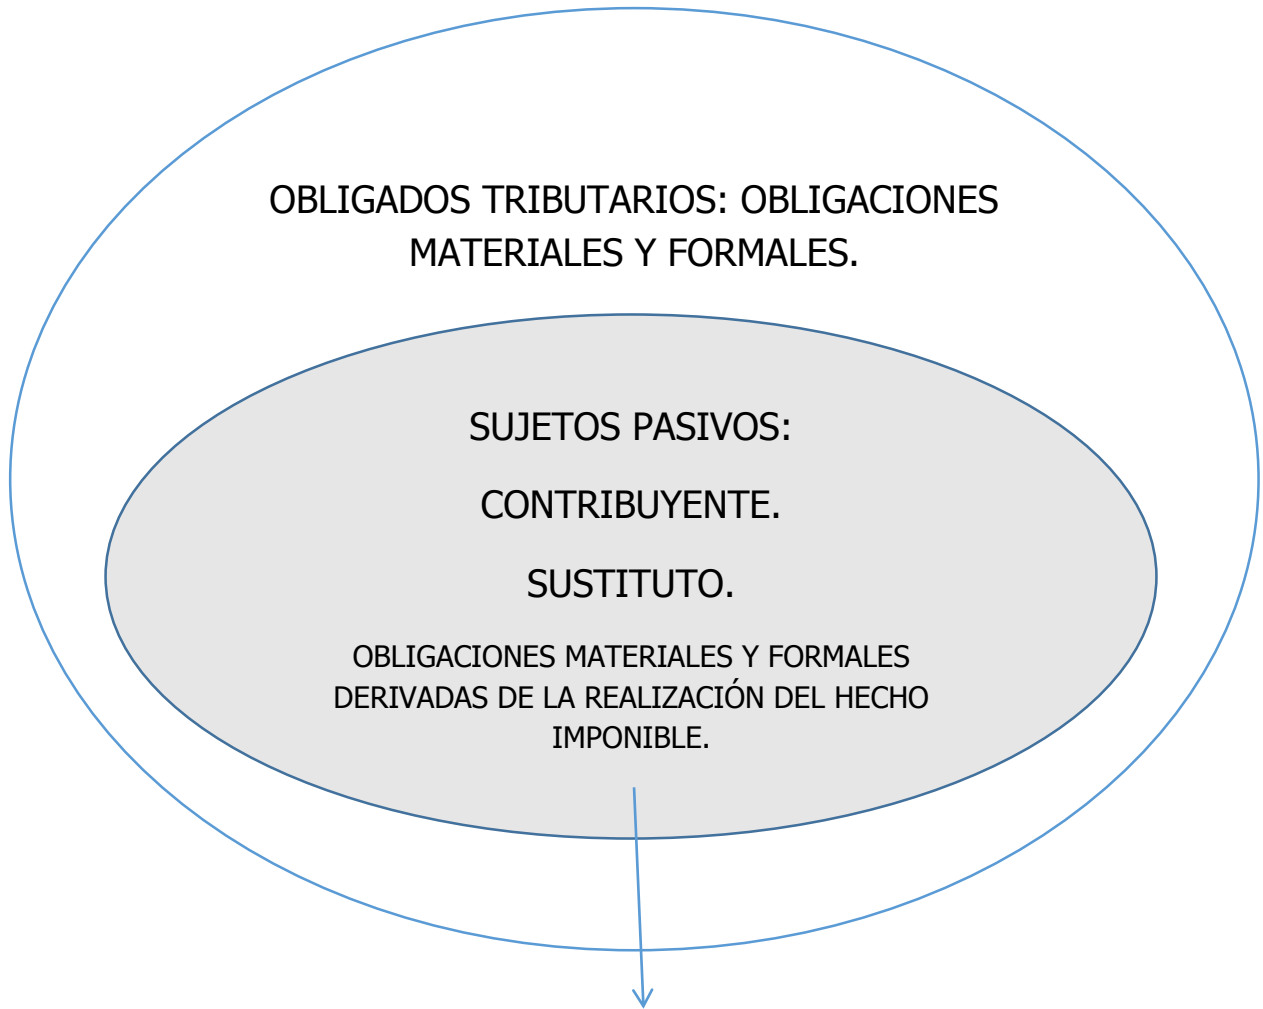 OBLIGADOS TRIBUTARIOS: OBLIGACIONES
MATERIALES Y FORMALES.
SUJETOS PASIVOS:
CONTRIBUYENTE.
SUSTITUTO.
OBLIGACIONES MATERIALES Y FORMALES
DERIVADAS DE LA REALIZACIÓN DEL HECHO
IMPONIBLE.